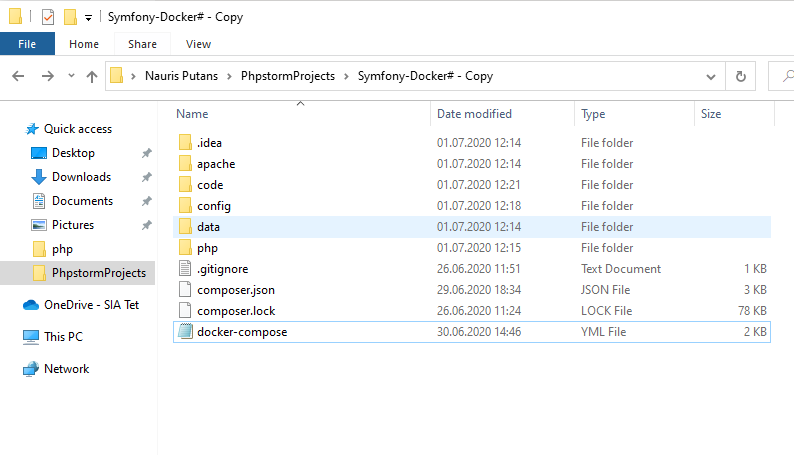 Symfony-Docker# - Copy
File Home Share View
Nauris Putans PhpstormProjects Symfony-Docker# - Copy
Name Date modified Type Size
Quick access
Desktop
Downloads
Documents
Pictures
php
PhpstormProjects
OneDrive - SIA Tet
This PC
Network
.idea 01.07.2020 12:14 File folder
apache 01.07.2020 12:14 File folder
code 01.07.2020 12:21 File folder
config 01.07.2020 12:18 File folder
data 01.07.2020 12:14 File folder
php 01.07.2020 12:15 File folder
.gitignore 26.06.2020 11:51 Text Document 1 KB
composer.json 29.06.2020 18:34 JSON File 3 KB
composer.lock 26.06.2020 11:24 LOCK File 78 KB
docker-compose 30.06.2020 14:46 YML File 2 KB